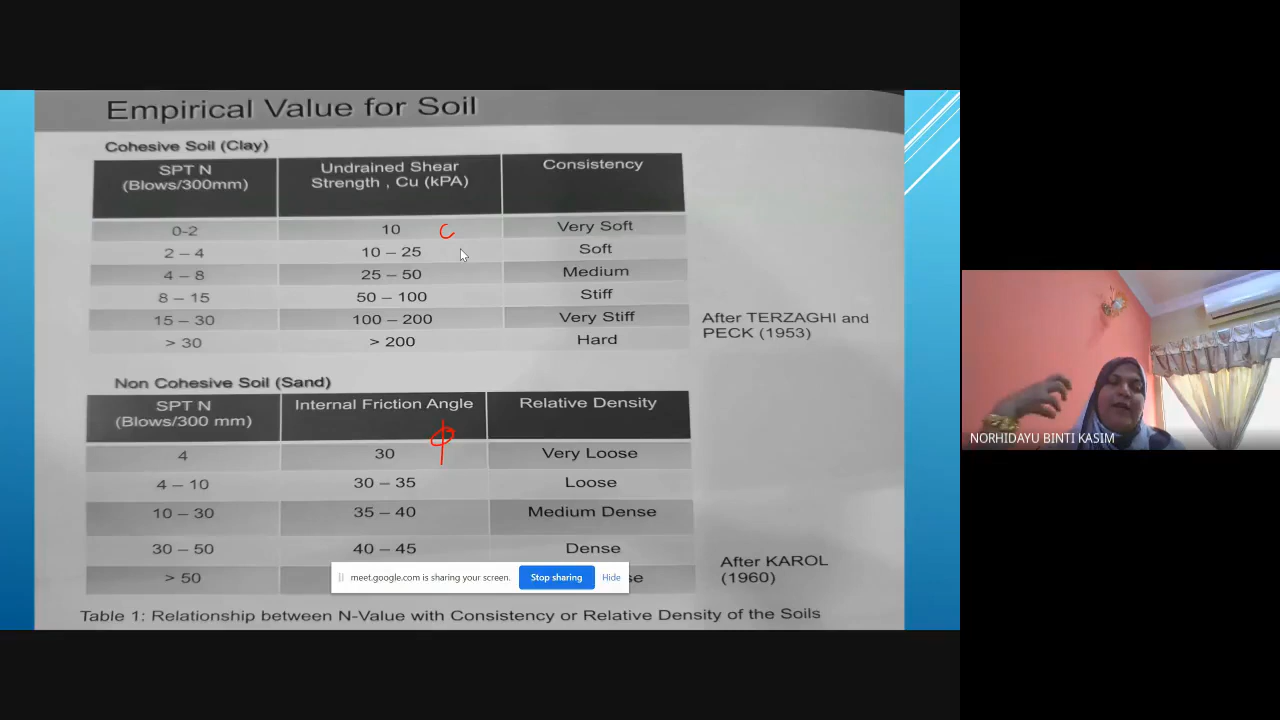 Empirical Value for Soil
Cohesive Soil (Clay)
SPT N (Blows/300mm) Undrained Shear Strength , Cu (kPA) Consistency
0-2 10 C Very Soft
2 – 4 10 – 25 Soft
4 – 8 25 – 50 Medium
8 – 15 50 – 100 Stiff
15 – 30 100 – 200 Very Stiff
> 30 > 200 Hard
After TERZAGHI and
PECK (1953)
Non Cohesive Soil (Sand)
SPT N (Blows/300 mm) Internal Friction Angle ϕ Relative Density
4 30 Very Loose
4 – 10 30 – 35 Loose
10 – 30 35 – 40 Medium Dense
30 – 50 40 – 45 Dense
> 50
After KAROL
(1960)
meet.google.com is sharing your screen. Stop sharing Hide
Table 1: Relationship between N-Value with Consistency or Relative Density of the Soils
NORHIDAYU BINTI KASIM